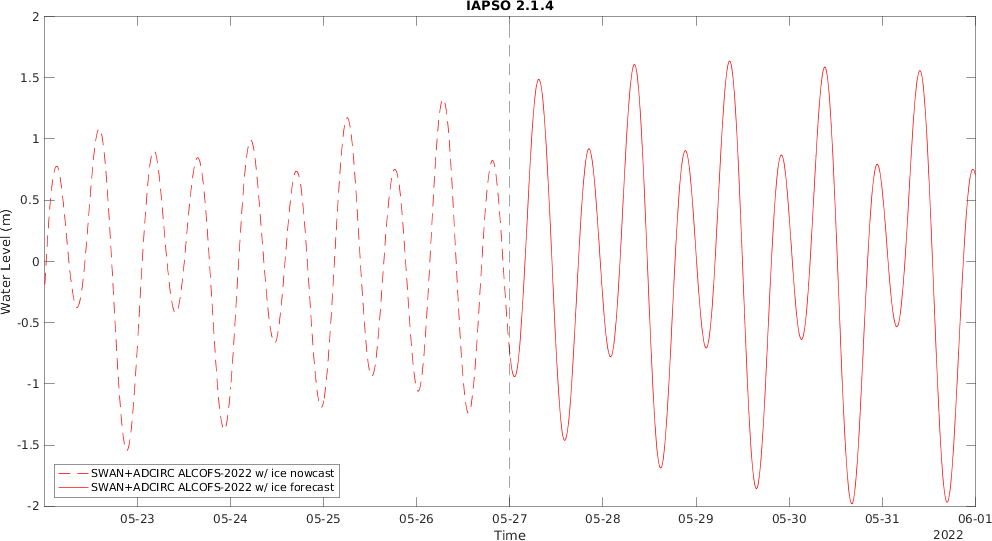 IAPSO 2.1.4
2
1.5
1
0.5
0
-0.5
-1
-1.5
-2
Water Level (m)
SWAN+ADCIRC ALCOFS-2022 w/ ice nowcast
SWAN+ADCIRC ALCOFS-2022 w/ ice forecast
05-23 05-24 05-25 05-26 05-27 05-28 05-29 05-30 05-31 06-01
Time
2022